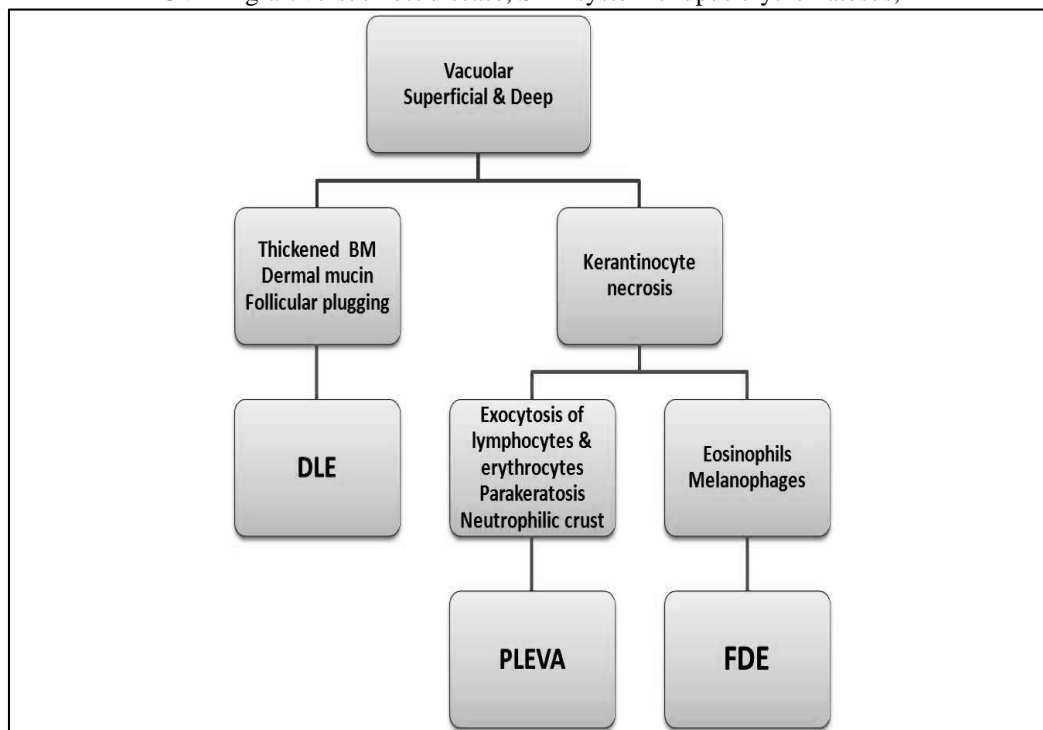 Vacuolar
Superficial & Deep
Thickened BM
Dermal mucin
Follicular plugging
Kerantinocyte
necrosis
DLE
Exocytosis of
lymphocytes &
erythrocytes
Parakeratosis
Neutrophilic crust
Eosinophils
Melanophages
PLEVA
FDE